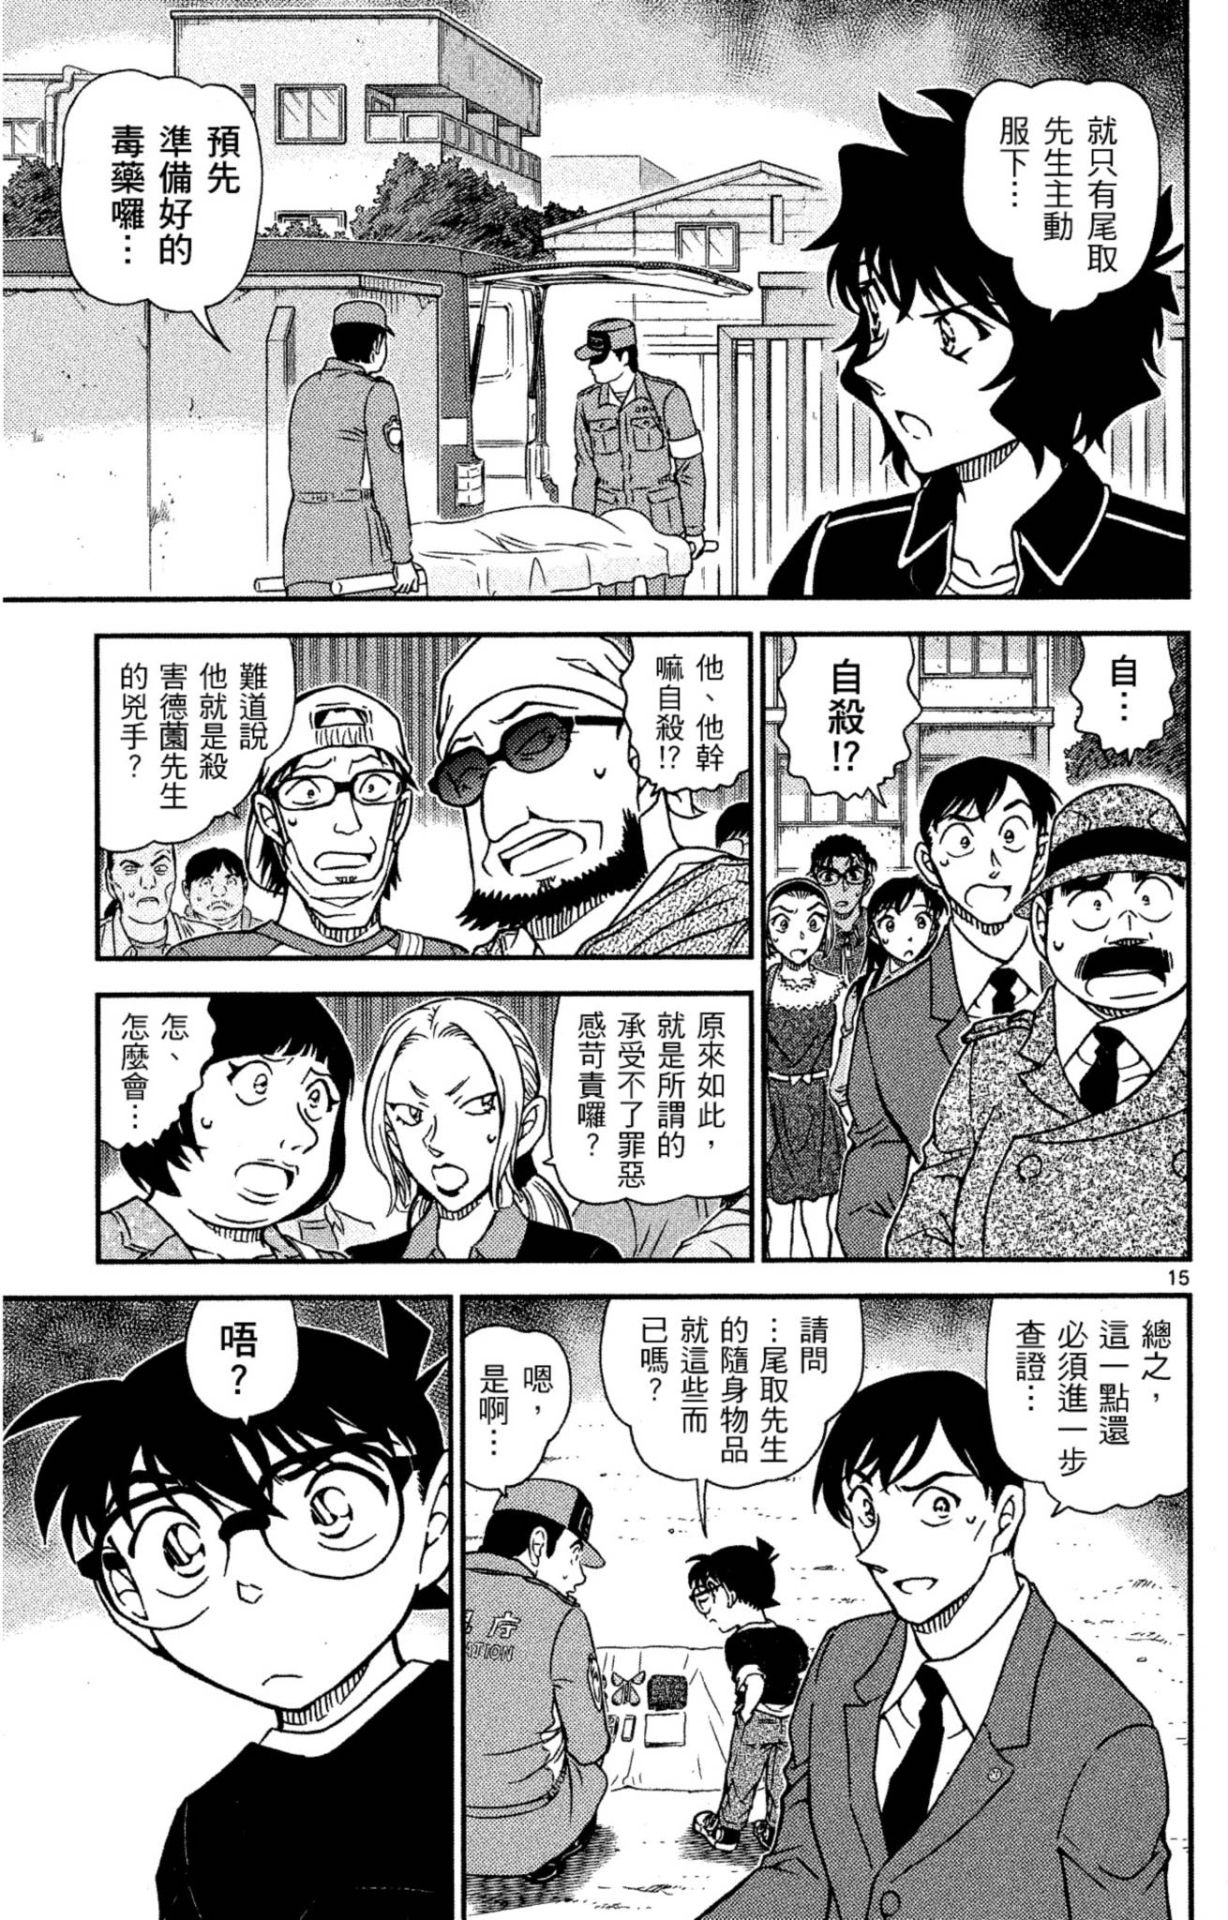 就只有尾取
先生主動
服下…
預先
準備好的
毒藥囉…
自…
自殺!?
他、他幹
嘛自殺!?
難道說
他就是殺
害德薗先生
的兇手?
原來如此,
就是所謂的
承受不了罪惡
感苛責囉?
怎、
怎麼會…
15
總之,
這一點還
必須進一步
查證…
請問
…尾取先生
的隨身物品
就這些而
已嗎?
嗯,
是啊…
唔?